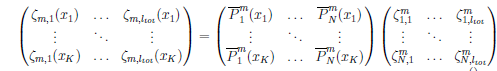 \begin{pmatrix} \zeta_{m,1}(x_1) & \dots & \zeta_{m,l_{tot}}(x_1) \\ \vdots & \ddots & \vdots \\ \zeta_{m,1}(x_K) & \dots & \zeta_{m,l_{tot}}(x_K) \end{pmatrix} = \begin{pmatrix} \overline{P}_1^m(x_1) & \dots & \overline{P}_N^m(x_1) \\ \vdots & \ddots & \vdots \\ \overline{P}_1^m(x_K) & \dots & \overline{P}_N^m(x_K) \end{pmatrix} \begin{pmatrix} \zeta_{1,1}^m & \dots & \zeta_{1,l_{tot}}^m \\ \vdots & \ddots & \vdots \\ \zeta_{N,1}^m & \dots & \zeta_{N,l_{tot}}^m \end{pmatrix}